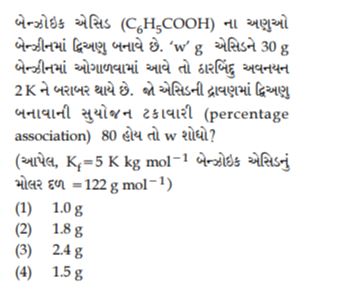 બેન્ઝોઇક એસિડ (C₆H₅COOH) ના અણુઓ
બેન્ઝીનમાં દ્વિઅણુ બનાવે છે. ‘w’ g એસિડને 30 g
બેન્ઝીનમાં ઓગાળવામાં આવે તો ઠારબિંદુ અવનયન
2 K ને બરાબર થાયે છે. જો એસિડની દ્રાવણમાં દ્વિઅણુ
બનાવાની સુયોજન ટકાવારી (percentage
association) 80 હોય તો w શોધો?
(આપેલ, K_f=5 K kg mol⁻¹ બેન્ઝોઇક એસિડનું
મોલર દળ =122 g mol⁻¹)
(1) 1.0 g
(2) 1.8 g
(3) 2.4 g
(4) 1.5 g